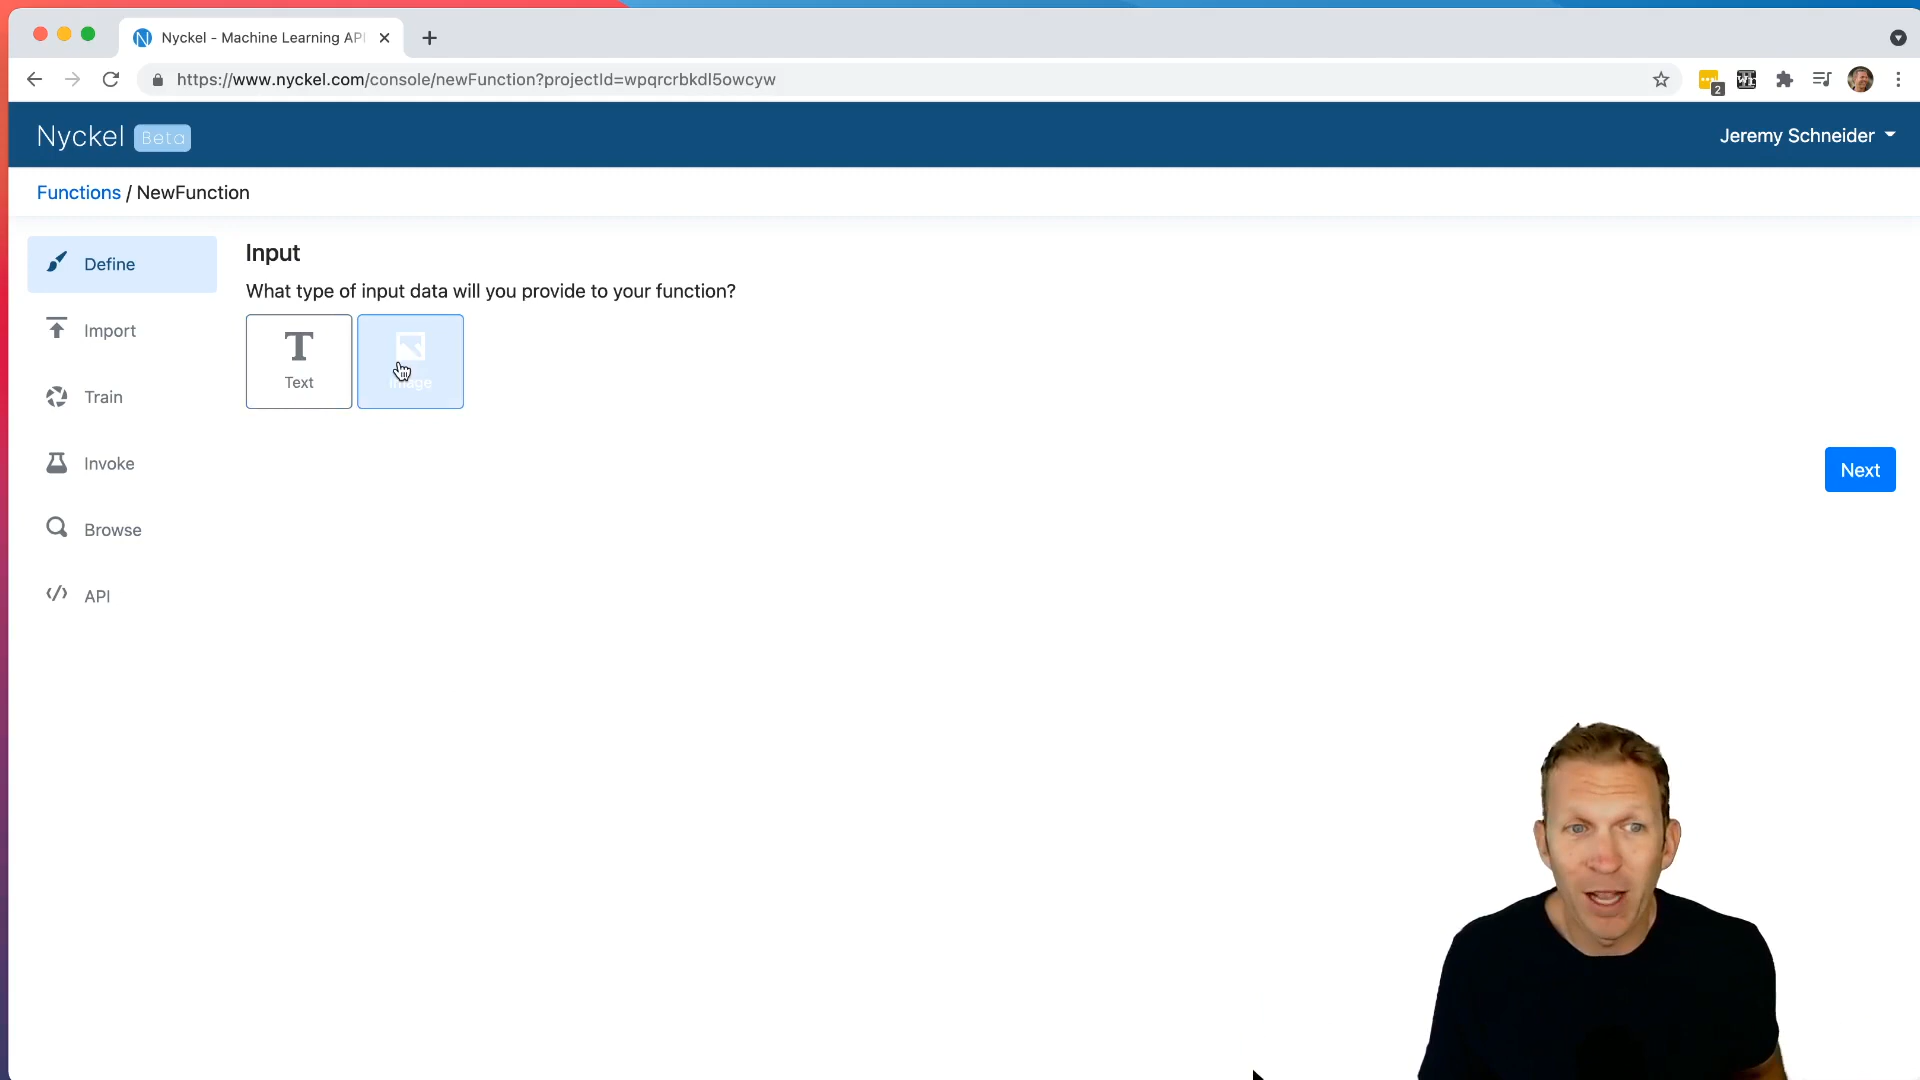 Nyckel - Machine Learning API
https://www.nyckel.com/console/newFunction?projectId=wpqrcrbkdl5owcyw
2
Nyckel Beta
Jeremy Schneider
Functions / NewFunction
Define
Import
Train
Invoke
Browse
API
Input
What type of input data will you provide to your function?
T
Text
Image
Next